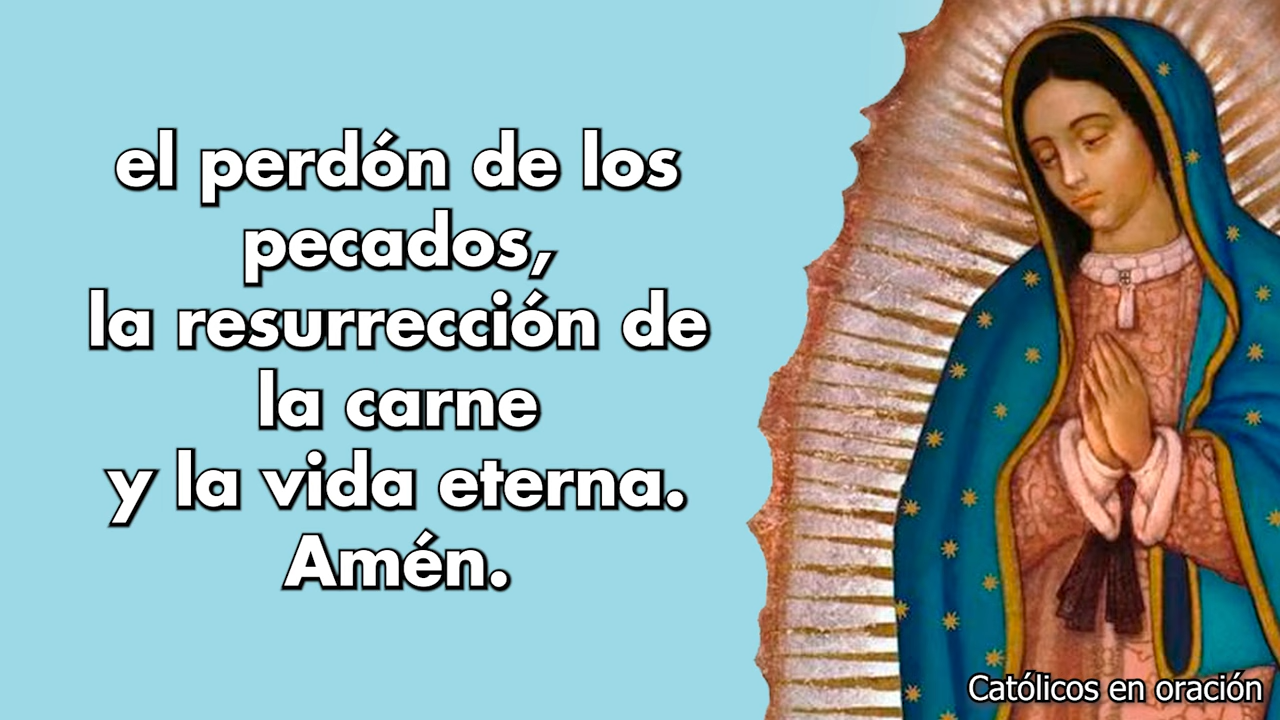 el perdón de los
pecados,
la resurrección de
la carne
y la vida eterna.
Amén.
Católicos en oración